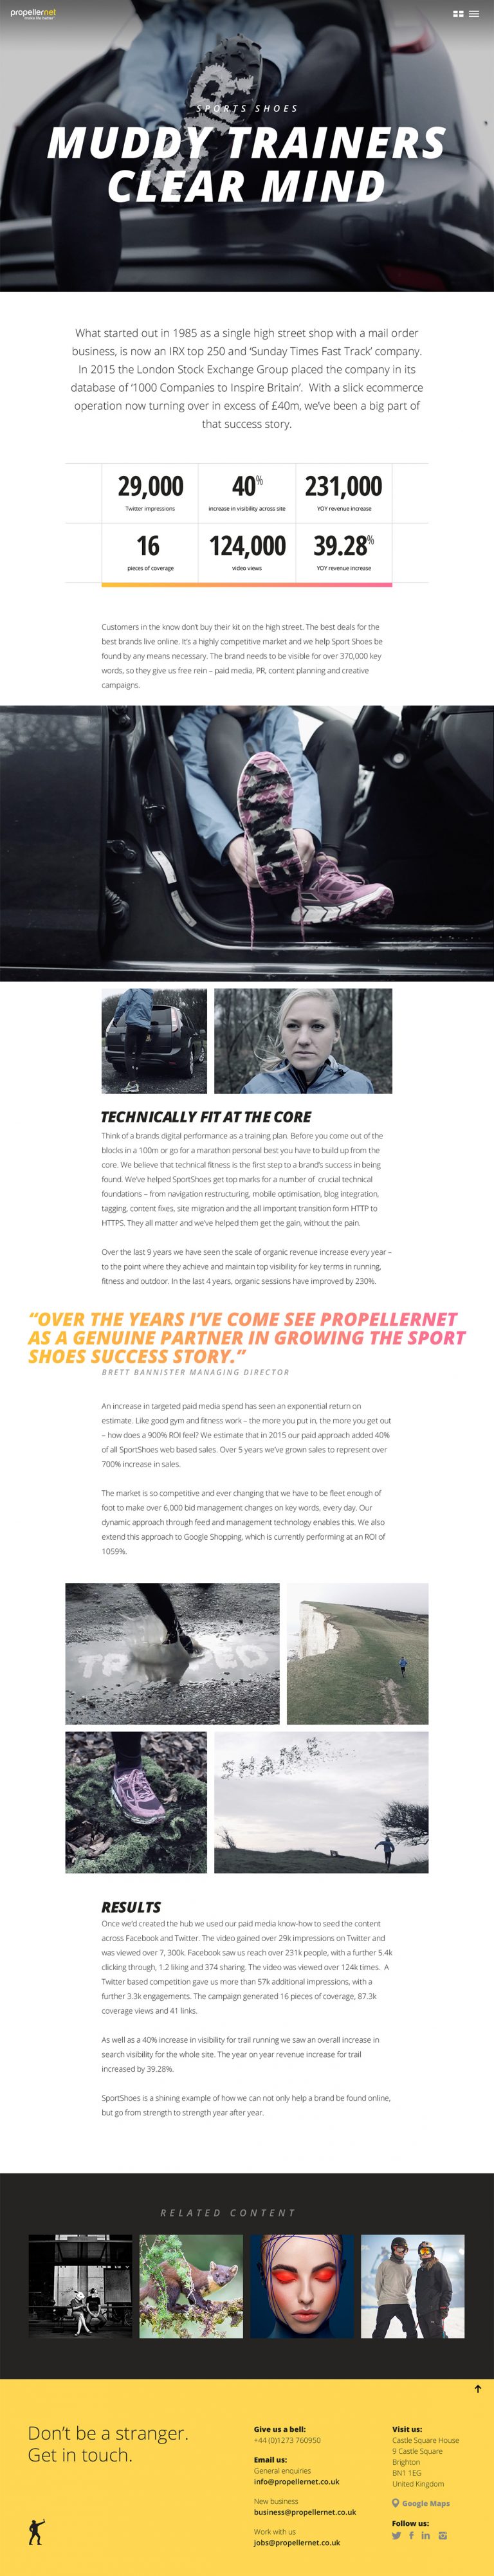 propellernet
SPORTS SHOES
MUDDY TRAINERS
CLEAR MIND
What started out in 1985 as a single high street shop with a mail order
business, is now an IRX top 250 and ‘Sunday Times Fast Track’ company.
In 2015 the London Stock Exchange Group placed the company in its
database of ‘1000 Companies to Inspire Britain’. With a slick ecommerce
operation now turning over in excess of £40m, we’ve been a big part of
that success story.
29,000 40% 231,000
Twitter impressions increase in visibility across site YOY revenue increase
16 124,000 39.28%
pieces of coverage video views YOY revenue increase
Customers in the know don’t buy their kit on the high street. The best deals for the
best brands live online. It’s a highly competitive market and we help Sport Shoes be
found by any means necessary. The brand needs to be visible for over 370,000 key
words, so they give us free rein – paid media, PR, content planning and creative
campaigns.
TECHNICALLY FIT AT THE CORE
Think of a brands digital performance as a training plan. Before you come out of the
blocks in a 100m or go for a marathon personal best you have to build up from the
core. We believe that technical fitness is the first step to a brand’s success in being
found. We’ve helped SportShoes get top marks for a number of crucial technical
foundations – from navigation restructuring, mobile optimisation, blog integration,
tagging, content fixes, site migration and the all important transition form HTTP to
HTTPS. They all matter and we’ve helped them get the gain, without the pain.
Over the last 9 years we have seen the scale of organic revenue increase every year –
to the point where they achieve and maintain top visibility for key terms in running,
fitness and outdoor. In the last 4 years, organic sessions have improved by 230%.
“OVER THE YEARS I’VE COME SEE PROPELLERNET
AS A GENUINE PARTNER IN GROWING THE SPORT
SHOES SUCCESS STORY.”
BRETT BANNISTER MANAGING DIRECTOR
An increase in targeted paid media spend has seen an exponential return on
estimate. Like good gym and fitness work – the more you put in, the more you get out
– how does a 900% ROI feel? We estimate that in 2015 our paid approach added 40%
of all SportShoes web based sales. Over 5 years we’ve grown sales to represent over
700% increase in sales.
The market is so competitive and ever changing that we have to be fleet enough of
foot to make over 6,000 bid management changes on key words, every day. Our
dynamic approach through feed and management technology enables this. We also
extend this approach to Google Shopping, which is currently performing at an ROI of
1059%.
SHAPE
RESULTS
Once we’d created the hub we used our paid media know-how to seed the content
across Facebook and Twitter. The video gained over 29k impressions on Twitter and
was viewed over 7, 300k. Facebook saw us reach over 231k people, with a further 5.4k
clicking through, 1.2 liking and 374 sharing. The video was viewed over 124k times. A
Twitter based competition gave us more than 57k additional impressions, with a
further 3.3k engagements. The campaign generated 16 pieces of coverage, 87.3k
coverage views and 41 links.
As well as a 40% increase in visibility for trail running we saw an overall increase in
search visibility for the whole site. The year on year revenue increase for trail
increased by 39.28%.
SportShoes is a shining example of how we can not only help a brand be found online,
but go from strength to strength year after year.
RELATED CONTENT
Don’t be a stranger.
Get in touch.
Give us a bell:
+44 (0)1273 760950
Email us:
General enquiries
info@propellernet.co.uk
New business
business@propellernet.co.uk
Work with us
jobs@propellernet.co.uk
Visit us:
Castle Square House
9 Castle Square
Brighton
BN1 1EG
United Kingdom
Google Maps
Follow us: